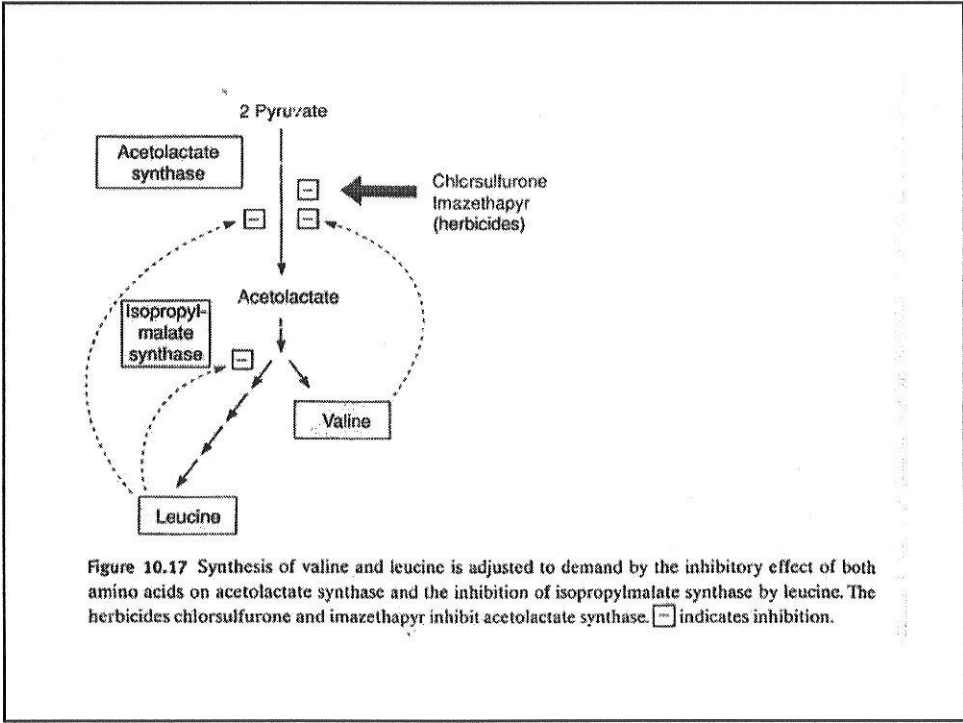 2 Pyruvate
Acetolactate
synthase
−
Chlorsulfurone
Imazethapyr
(herbicides)
−
−
Acetolactate
Isopropyl-
malate
synthase
−
Valine
Leucine
Figure 10.17 Synthesis of valine and leucine is adjusted to demand by the inhibitory effect of both
amino acids on acetolactate synthase and the inhibition of isopropylmalate synthase by leucine. The
herbicides chlorsulfurone and imazethapyr inhibit acetolactate synthase. − indicates inhibition.